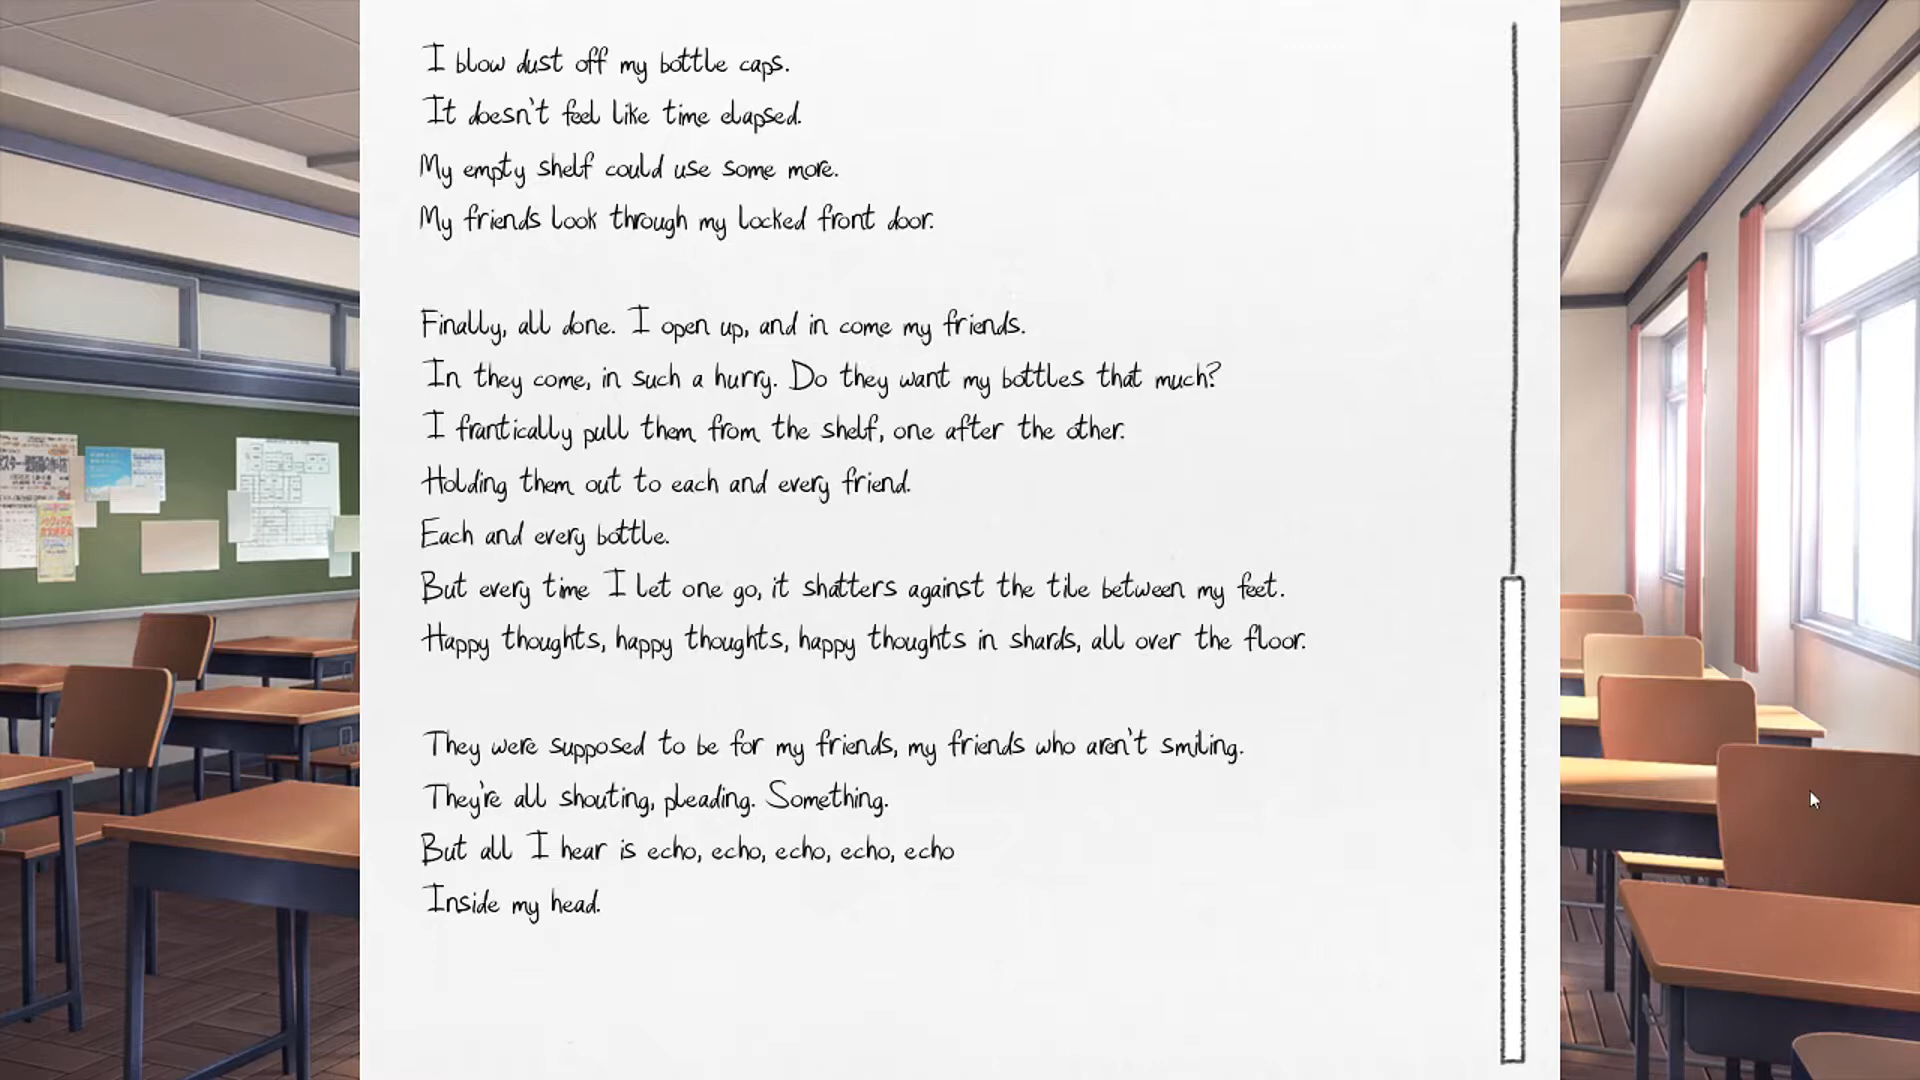 I blow dust off my bottle caps.
It doesn't feel like time elapsed.
My empty shelf could use some more.
My friends look through my locked front door.
Finally, all done. I open up, and in come my friends.
In they come, in such a hurry. Do they want my bottles that much?
I frantically pull them from the shelf, one after the other.
Holding them out to each and every friend.
Each and every bottle.
But every time I let one go, it shatters against the tile between my feet.
Happy thoughts, happy thoughts, happy thoughts in shards, all over the floor.
They were supposed to be for my friends, my friends who aren't smiling.
They're all shouting, pleading. Something.
But all I hear is echo, echo, echo, echo, echo
Inside my head.